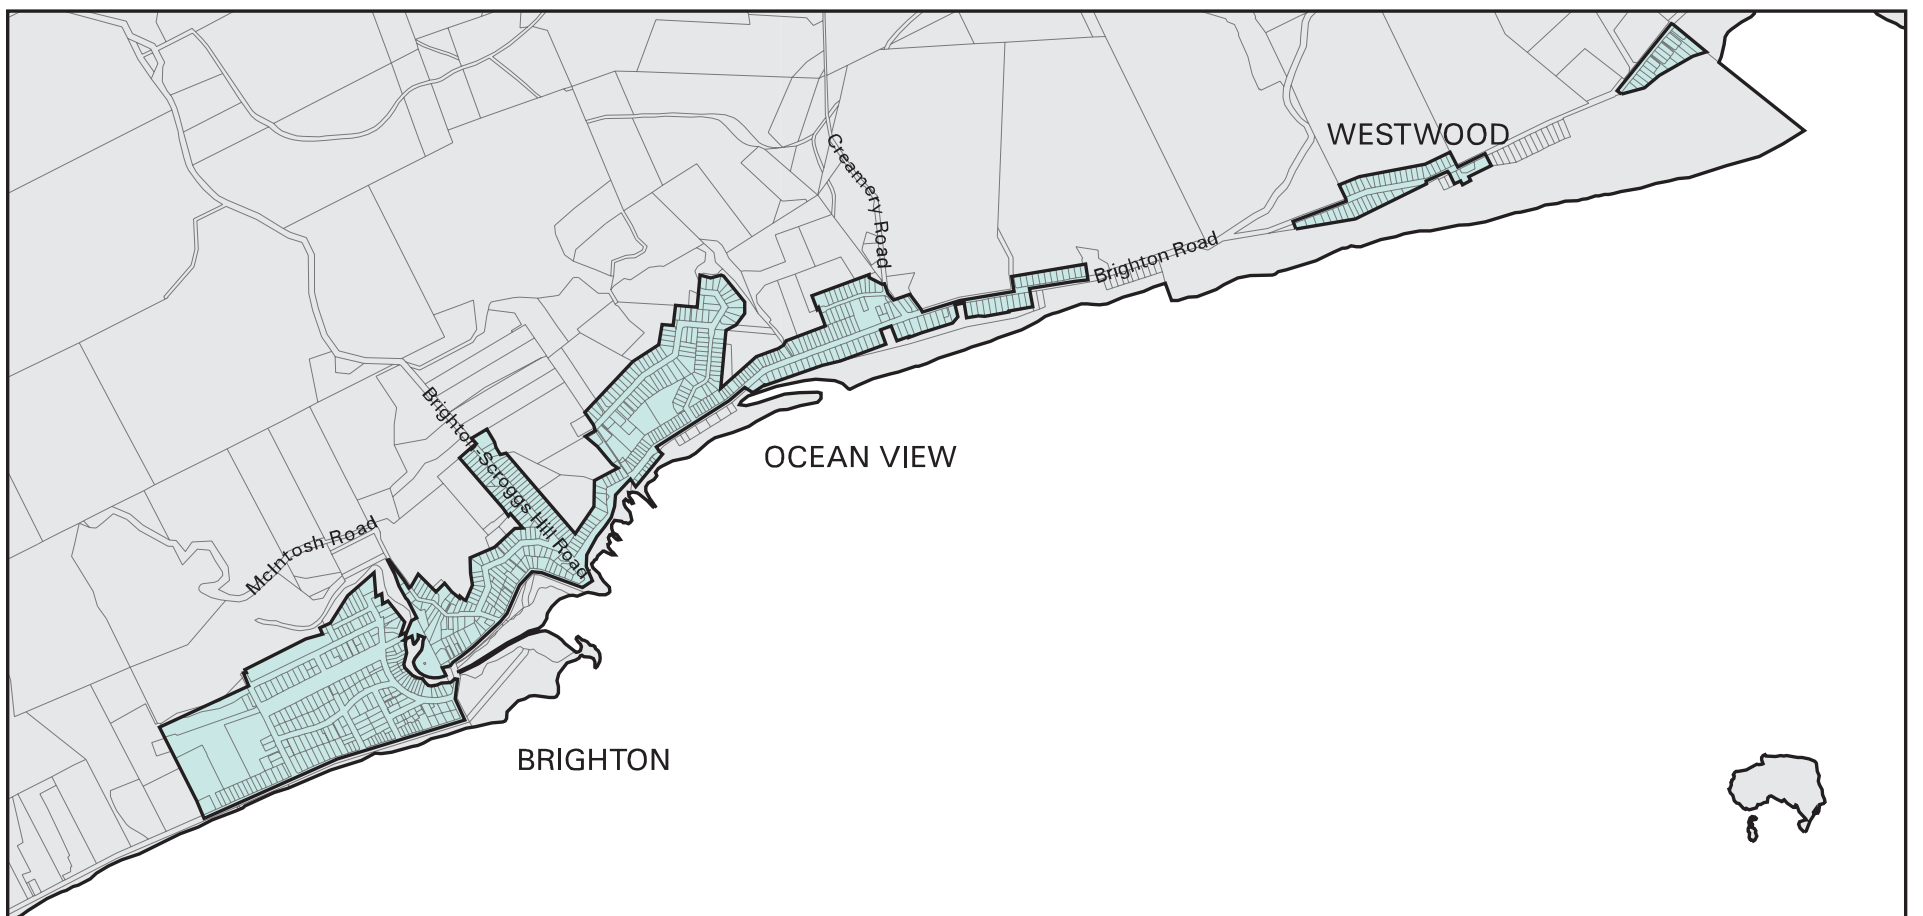 WESTWOOD
Creamery Road
Brighton Road
OCEAN VIEW
Brighton-Scroggs Hill Road
McIntosh Road
BRIGHTON